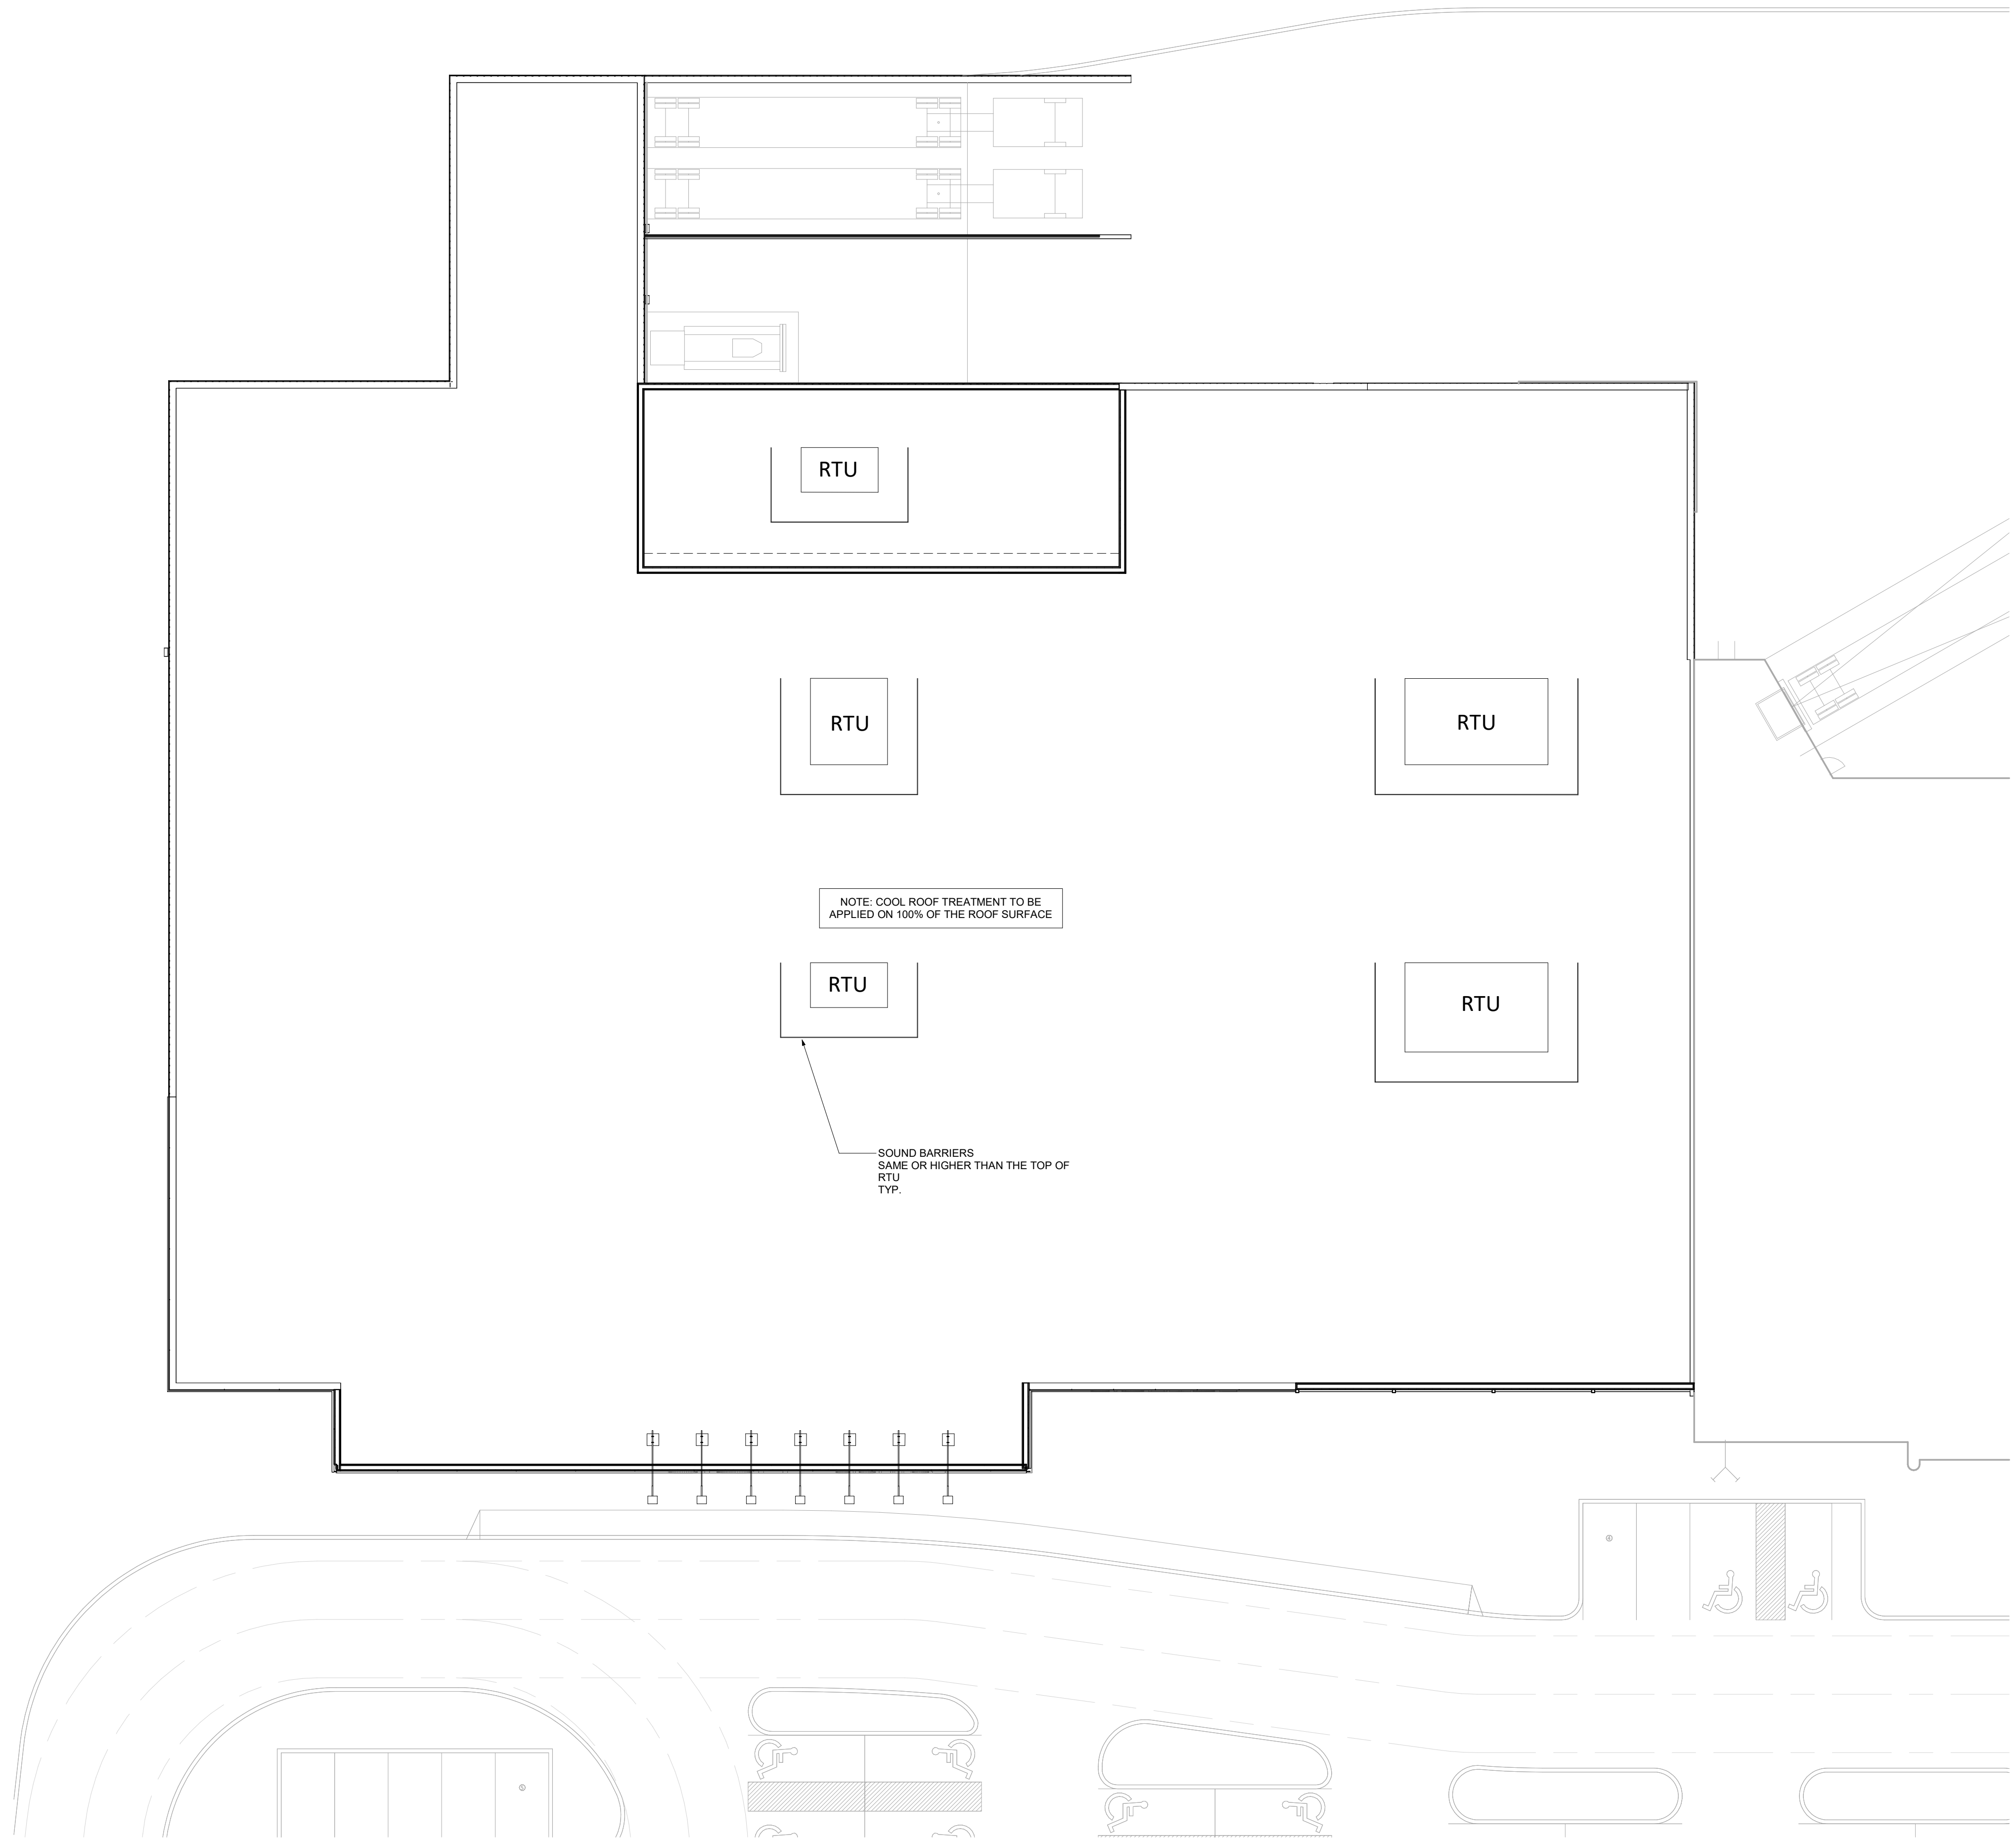 RTU
RTU
RTU
NOTE: COOL ROOF TREATMENT TO BE
APPLIED ON 100% OF THE ROOF SURFACE
RTU
RTU
SOUND BARRIERS
SAME OR HIGHER THAN THE TOP OF
RTU
TYP.